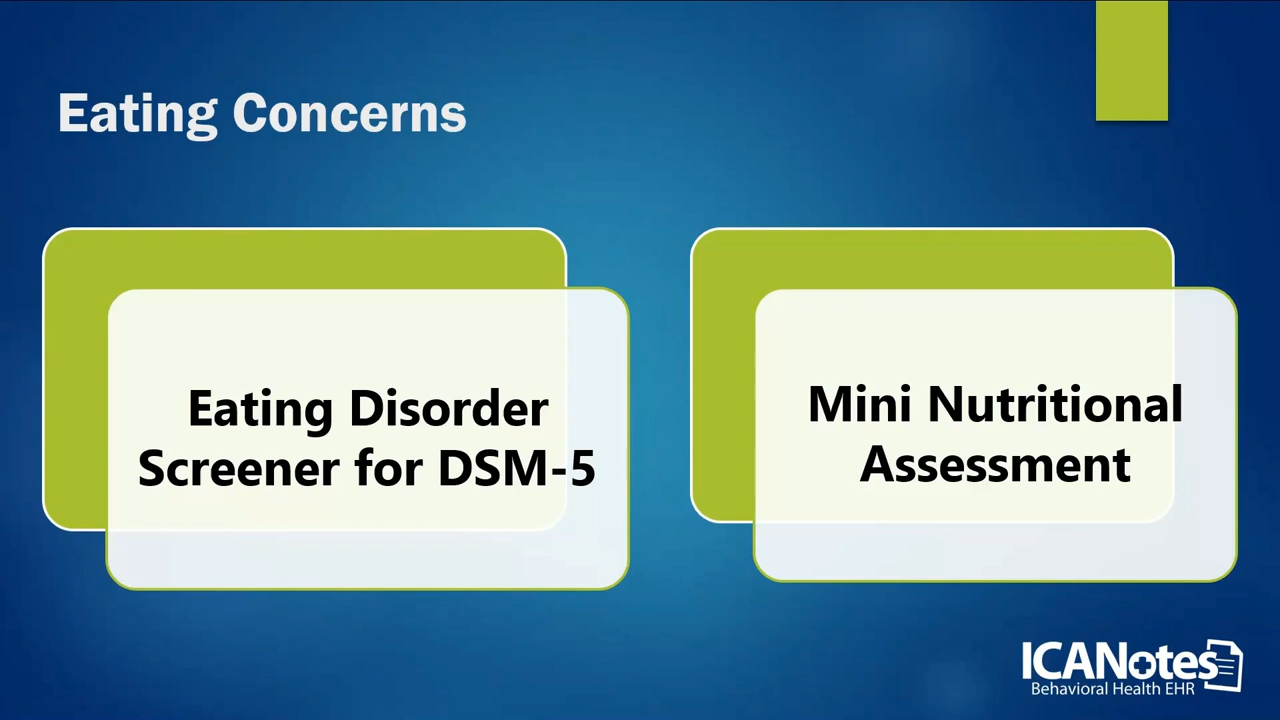 Eating Concerns
Eating Disorder
Screener for DSM-5
Mini Nutritional
Assessment
ICANotes
Behavioral Health EHR